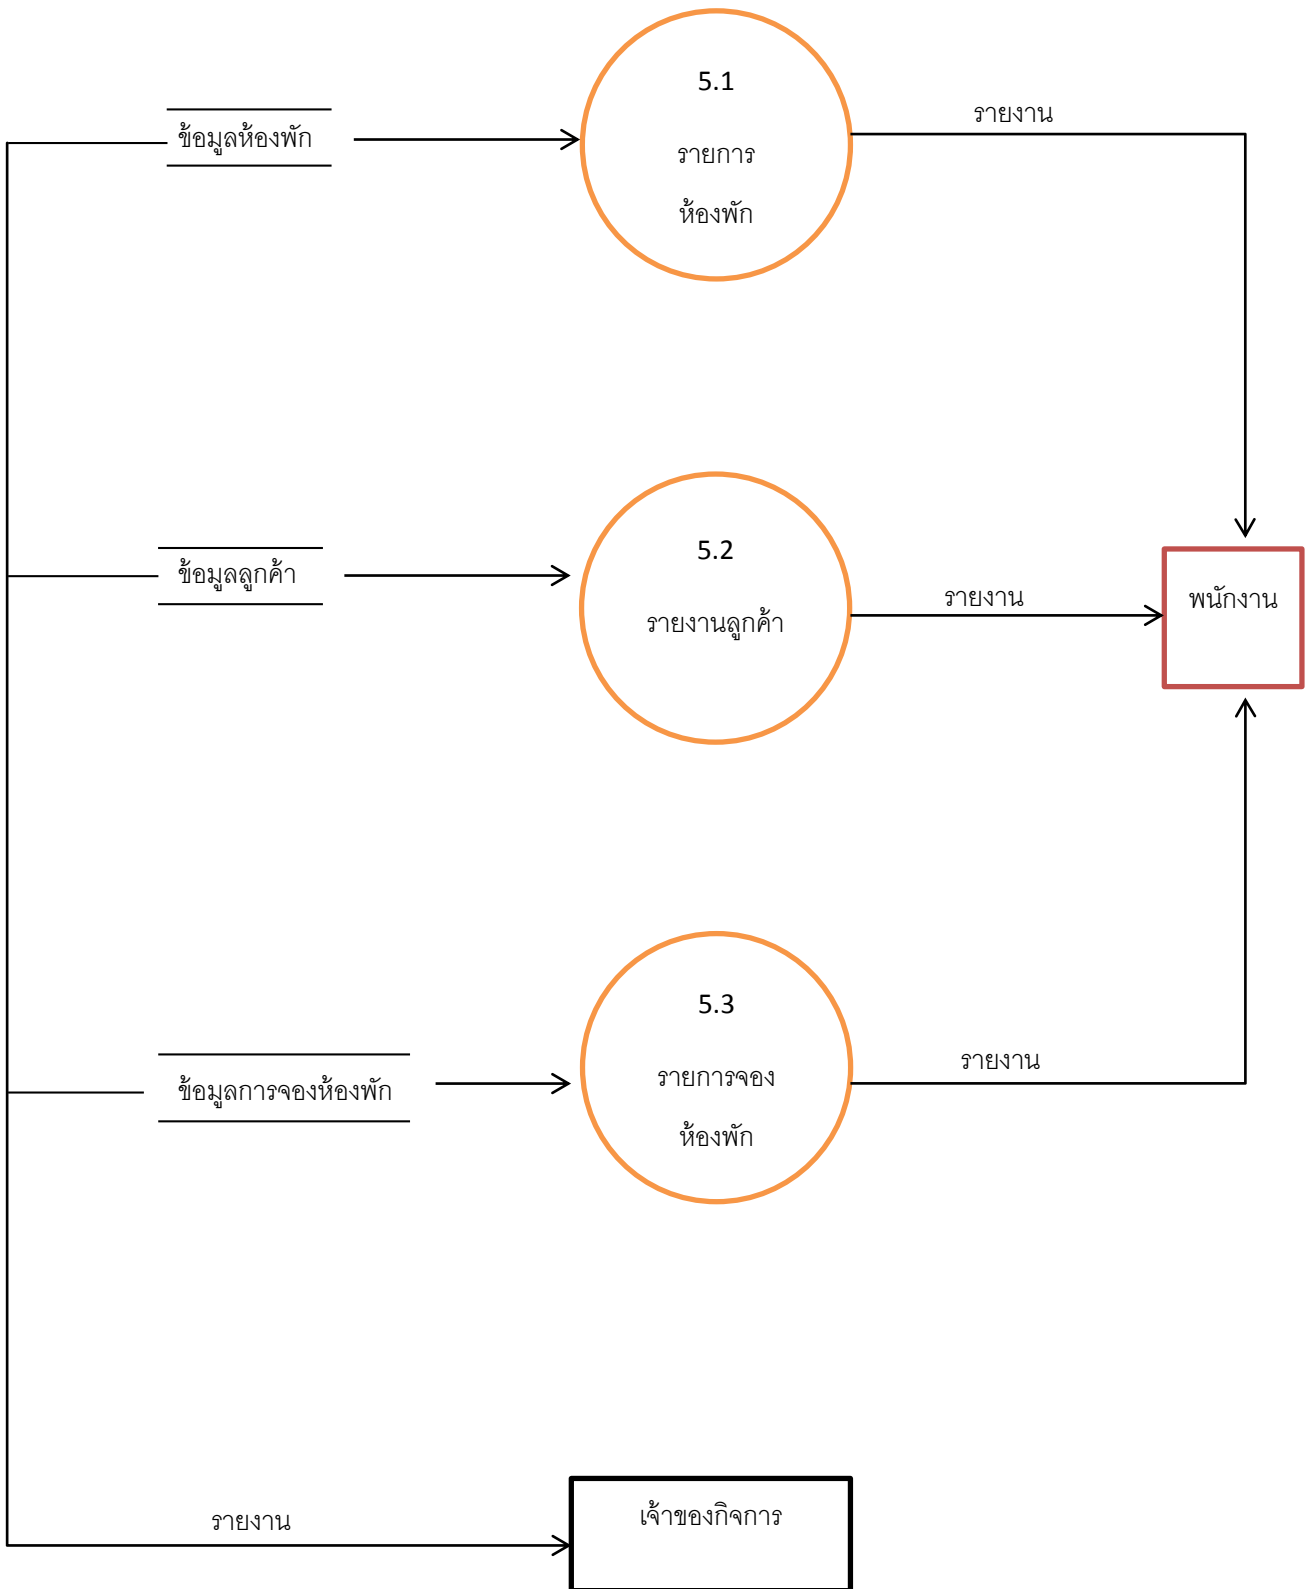 5.1
รายการ
ห้องพัก
ข้อมูลห้องพัก
รายงาน
5.2
รายงานลูกค้า
ข้อมูลลูกค้า
รายงาน
พนักงาน
5.3
รายการจอง
ห้องพัก
ข้อมูลการจองห้องพัก
รายงาน
เจ้าของกิจการ
รายงาน